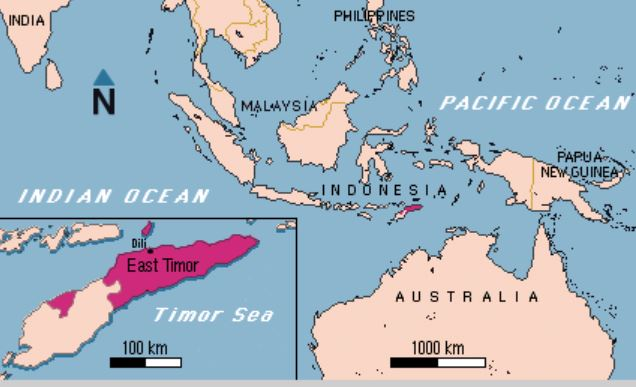 INDIA
PHILIPPINES
N
MALAYSIA
PACIFIC OCEAN
PAPUA
NEW GUINEA
INDIAN OCEAN
INDONESIA
Dili
East Timor
Timor Sea
AUSTRALIA
100 km
1000 km